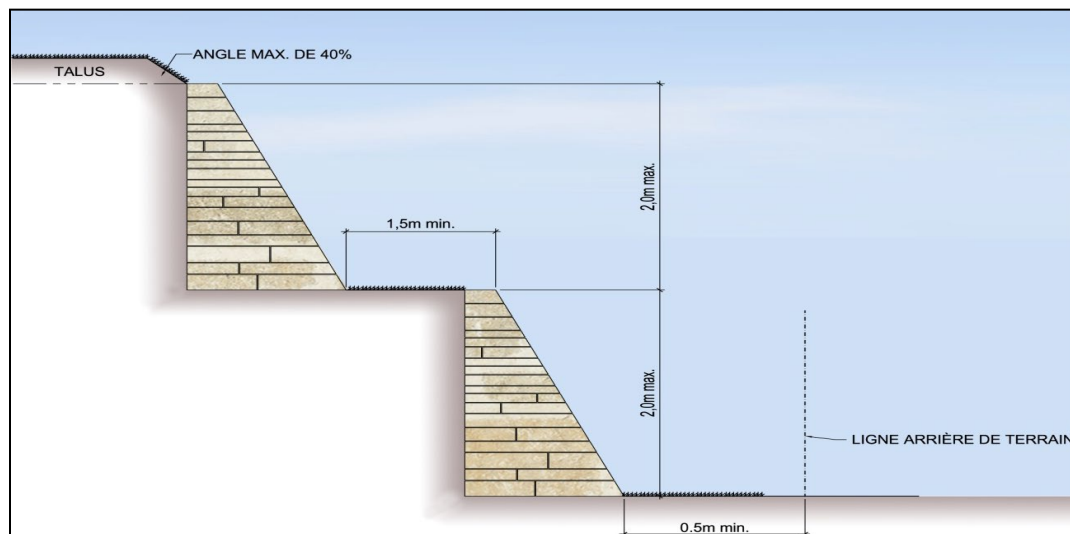 ANGLE MAX. DE 40%
TALUS
2,0m max.
1,5m min.
2,0m max.
LIGNE ARRIÈRE DE TERRAIN
0.5m min.